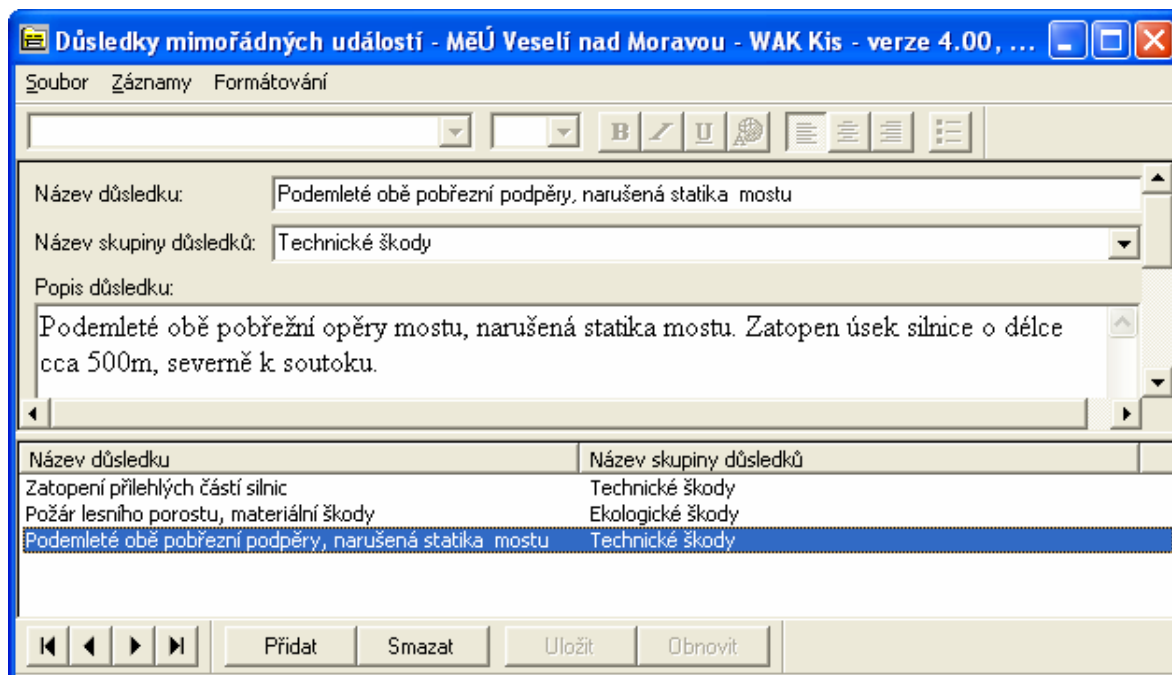 Důsledky mimořádných událostí - MěÚ Veselí nad Moravou - WAK Kis - verze 4.00, ...
Soubor Záznamy Formátování
B I U
Název důsledku: Podemleté obě pobřezní podpěry, narušená statika  mostu
Název skupiny důsledků: Technické škody
Popis důsledku:
Podemleté obě pobřežní opěry mostu, narušená statika mostu. Zatopen úsek silnice o délce
cca 500m, severně k soutoku.
Název důsledku Název skupiny důsledků
Zatopení přilehlých částí silnic Technické škody
Požár lesního porostu, materiální škody Ekologické škody
Podemleté obě pobřezní podpěry, narušená statika  mostu Technické škody
Přidat Smazat Uložit Obnovit